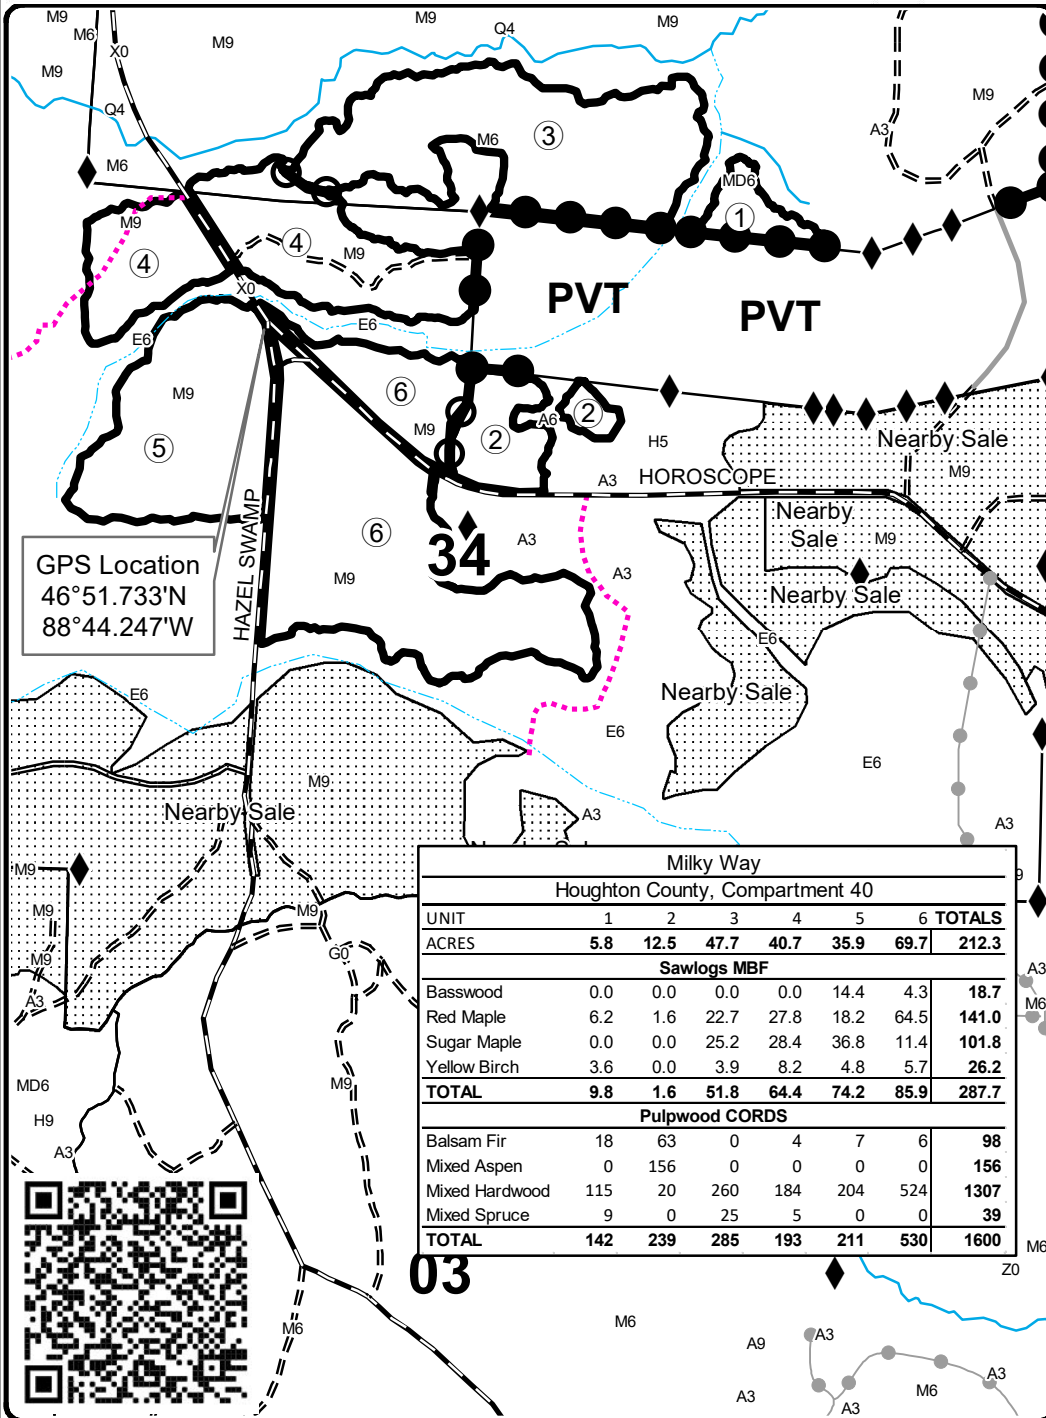 M9
M9
M9
M6
Q4
M9
X0
M9
M9
Q4
A3
M6
③
M6
MD6
①
M9
④
④
M9
X0
PVT
PVT
E6
E6
M9
⑥
②
②
A6
M9
H5
Nearby Sale
M9
⑤
A3
HOROSCOPE
Nearby
Sale
M9
⑥
A3
34
GPS Location
46°51.733'N
88°44.247'W
HAZEL SWAMP
M9
A3
Nearby Sale
E6
E6
Nearby Sale
E6
E6
M9
Nearby Sale
A3
A3
M9
M9
M9
M9
G0
A3
M9
MD6
H9
A3
Milky Way
Houghton County, Compartment 40
UNIT 1 2 3 4 5 6 TOTALS
ACRES 5.8 12.5 47.7 40.7 35.9 69.7 212.3
Sawlogs MBF
Basswood 0.0 0.0 0.0 0.0 14.4 4.3 18.7
Red Maple 6.2 1.6 22.7 27.8 18.2 64.5 141.0
Sugar Maple 0.0 0.0 25.2 28.4 36.8 11.4 101.8
Yellow Birch 3.6 0.0 3.9 8.2 4.8 5.7 26.2
TOTAL 9.8 1.6 51.8 64.4 74.2 85.9 287.7
Pulpwood CORDS
Balsam Fir 18 63 0 4 7 6 98
Mixed Aspen 0 156 0 0 0 0 156
Mixed Hardwood 115 20 260 184 204 524 1307
Mixed Spruce 9 0 25 5 0 0 39
TOTAL 142 239 285 193 211 530 1600
A3
M6
M6
03
Z0
M6
M6
A9
A3
A3
M6
A3
A3